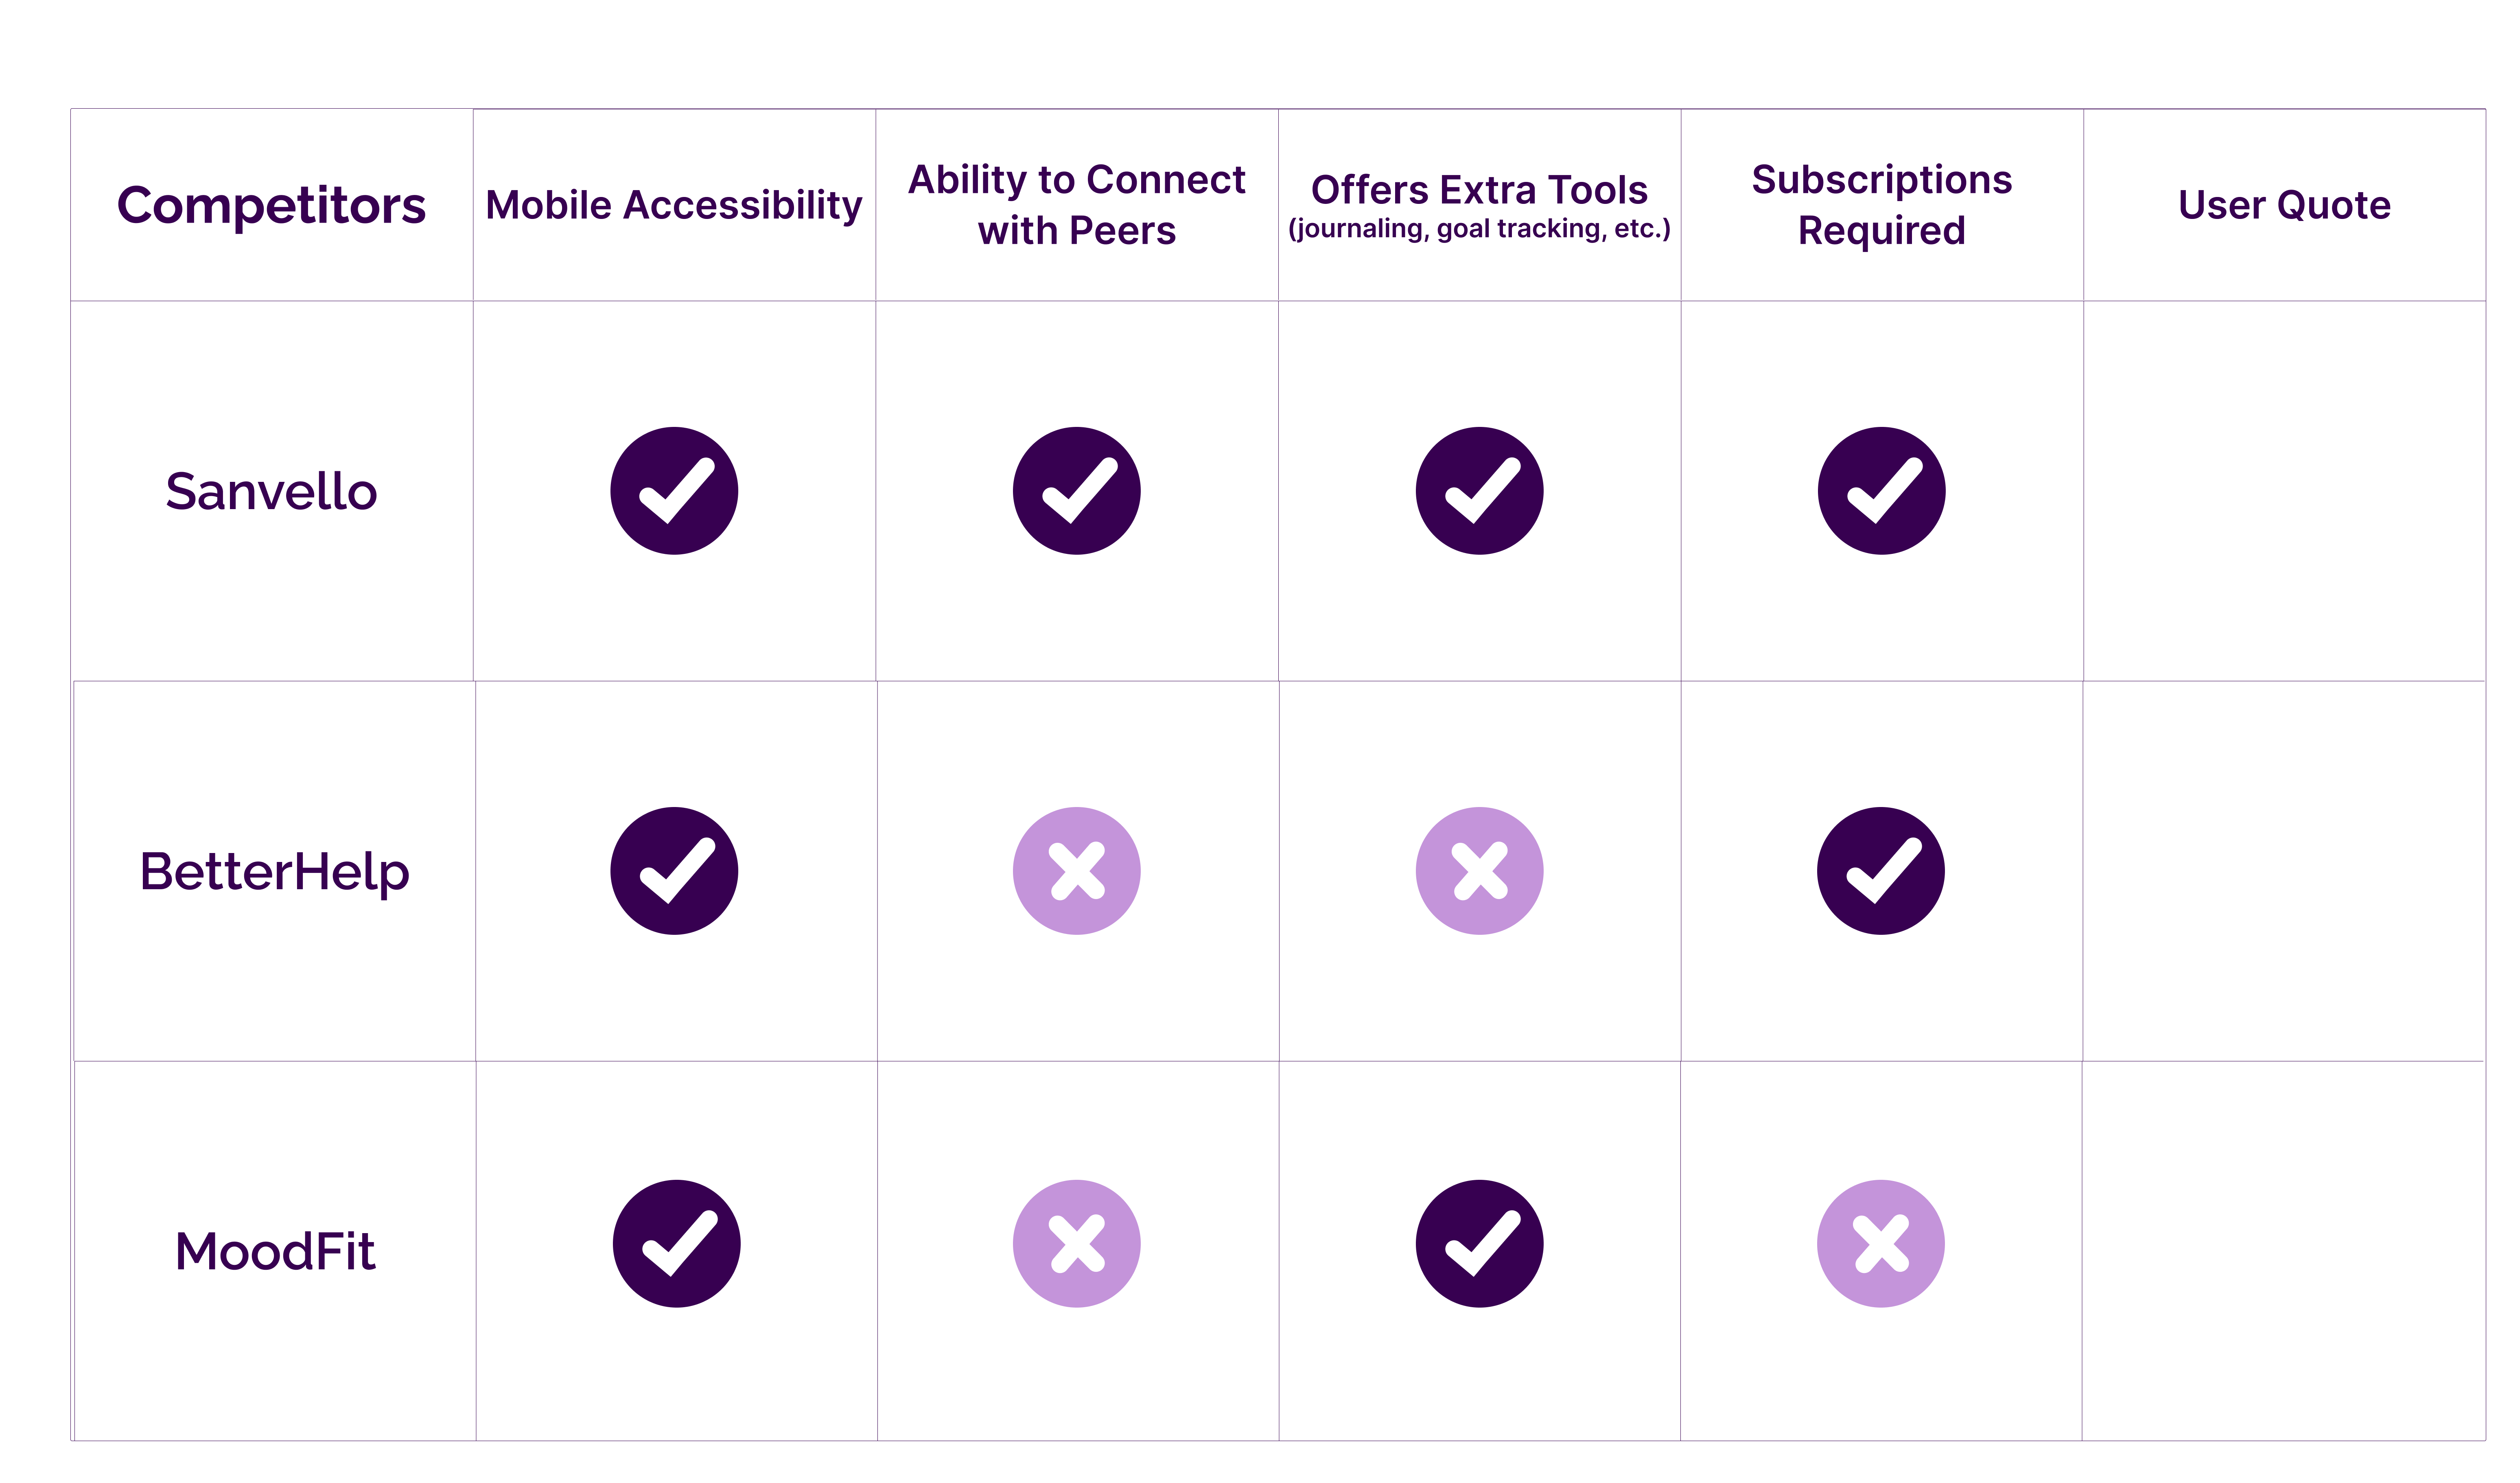 Competitors
Mobile Accessibility
Ability to Connect
with Peers
Offers Extra Tools
(journaling, goal tracking, etc.)
Subscriptions
Required
User Quote
Sanvello
BetterHelp
MoodFit